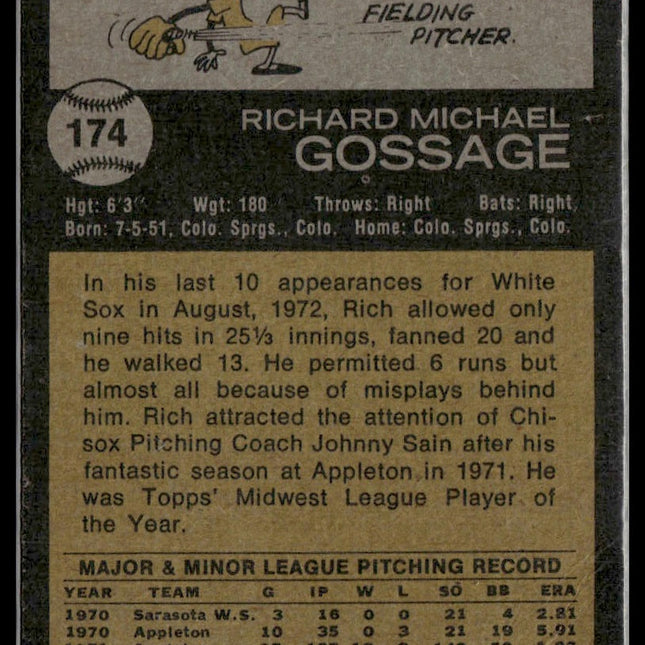 FIELDING
PITCHER.
174
RICHARD MICHAEL
GOSSAGE
Hgt: 6'3" Wgt: 180 Throws: Right Bats: Right
Born: 7-5-51, Colo. Sprgs., Colo. Home: Colo. Sprgs., Colo.
In his last 10 appearances for White
Sox in August, 1972, Rich allowed only
nine hits in 25⅓ innings, fanned 20 and
he walked 13. He permitted 6 runs but
almost all because of misplays behind
him. Rich attracted the attention of Chi-
sox Pitching Coach Johnny Sain after his
fantastic season at Appleton in 1971. He
was Topps' Midwest League Player of
the Year.
MAJOR & MINOR LEAGUE PITCHING RECORD
YEAR TEAM G IP W L SO BB ERA
1970 Sarasota W.S. 3 16 0 0 21 4 2.81
1970 Appleton 10 35 0 3 21 19 5.91